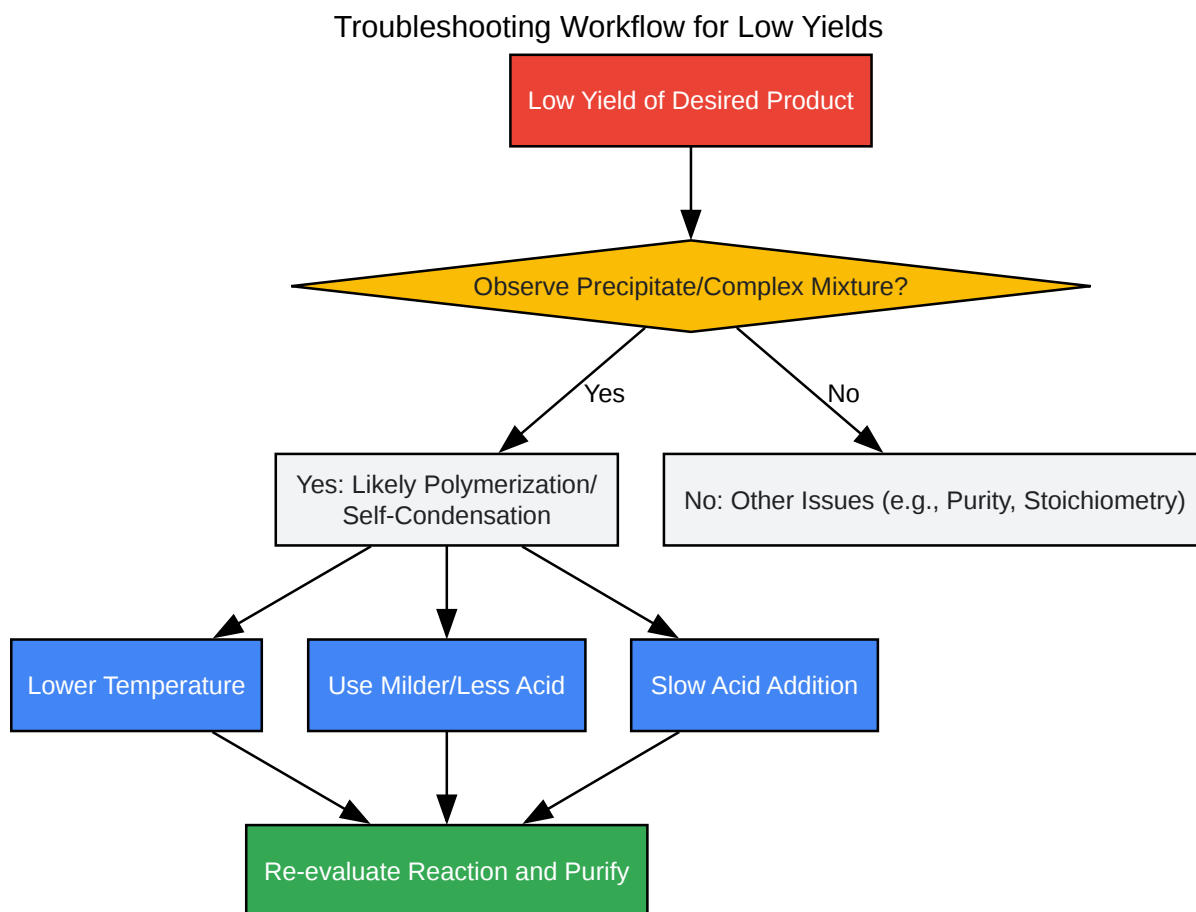 Troubleshooting Workflow for Low Yields
Low Yield of Desired Product
Observe Precipitate/Complex Mixture?
Yes
No
Yes: Likely Polymerization/
Self-Condensation
No: Other Issues (e.g., Purity, Stoichiometry)
Lower Temperature
Use Milder/Less Acid
Slow Acid Addition
Re-evaluate Reaction and Purify